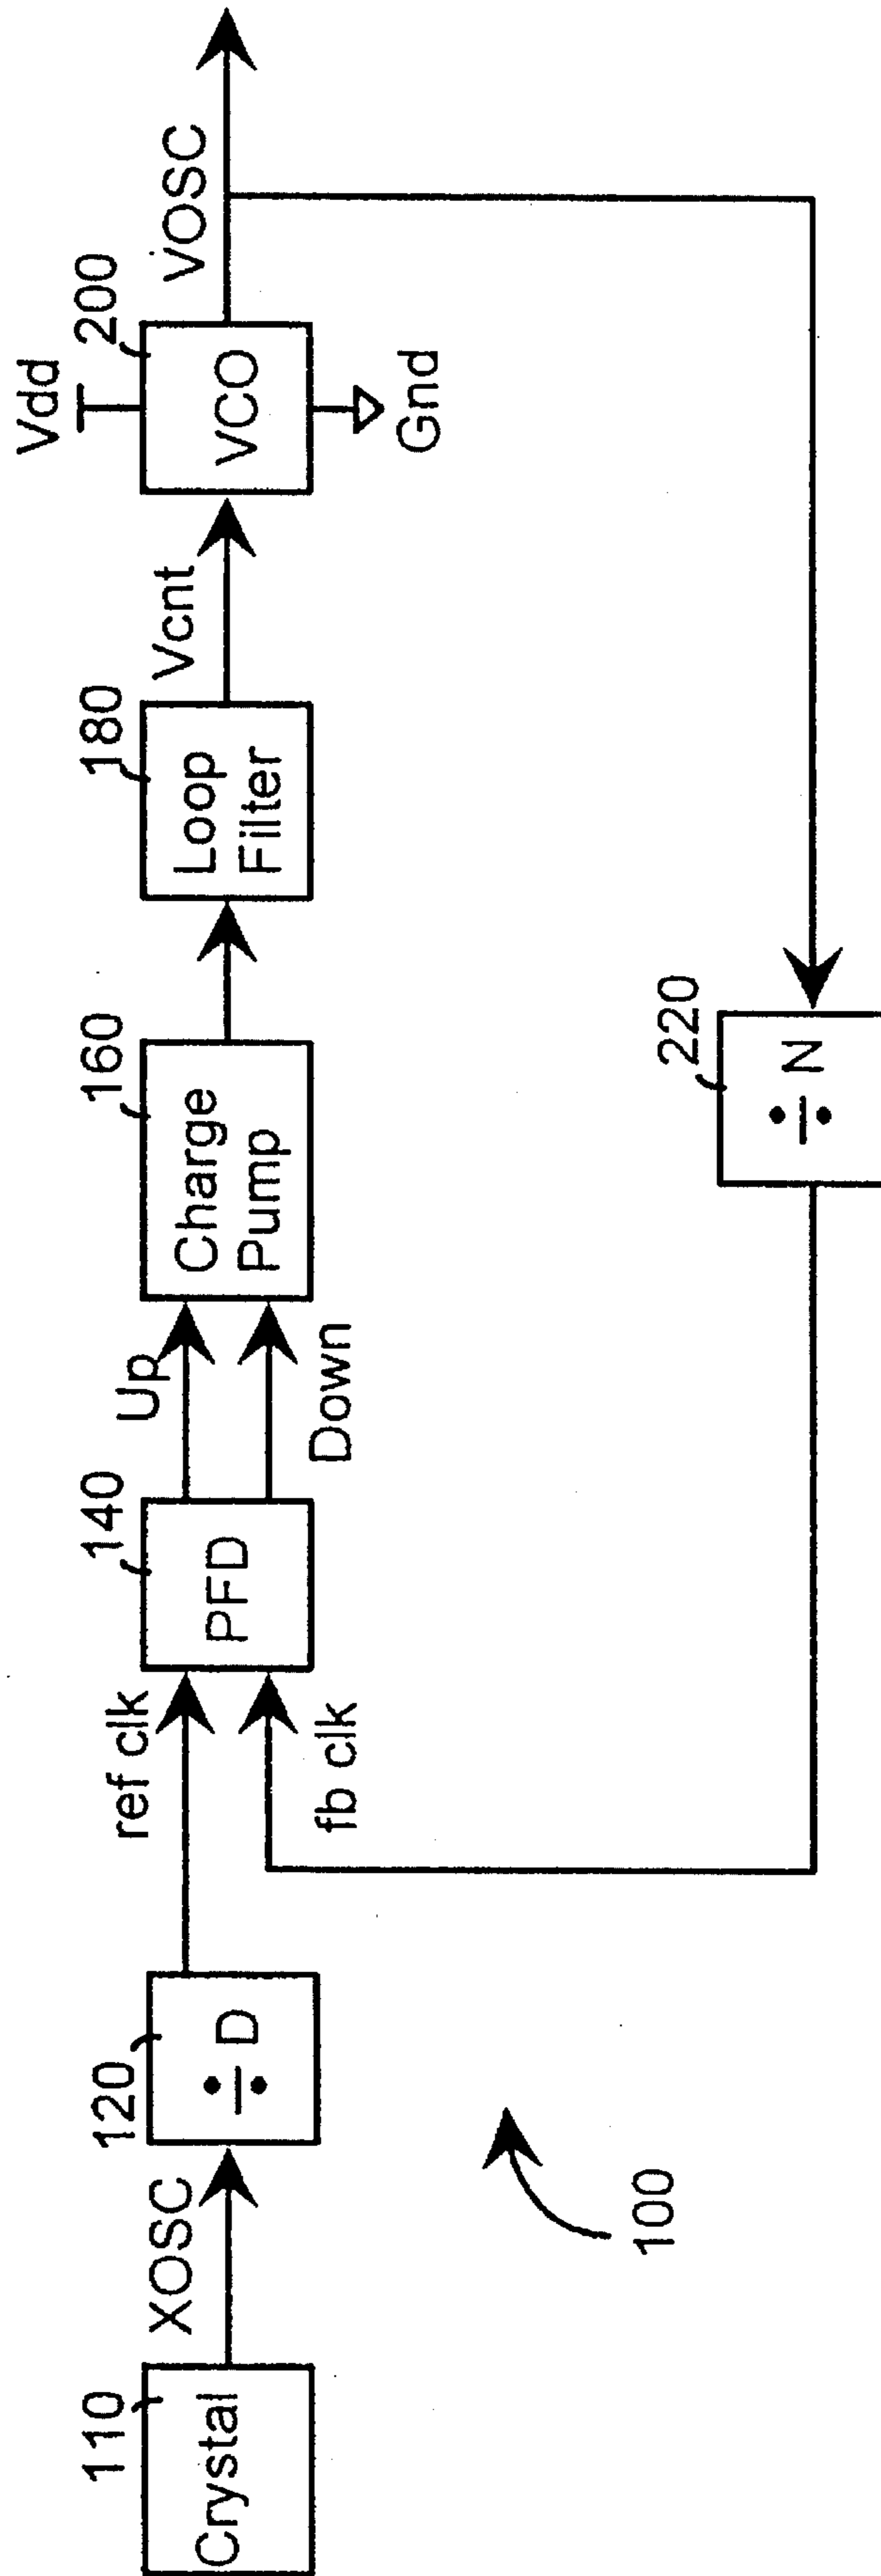 110
Crystal
XOSC
120
÷ D
ref clk
fb clk
140
PFD
Up
Down
160
Charge
Pump
180
Loop
Filter
Vcnt
Vdd
200
VCO
Gnd
VOSC
220
÷ N
100